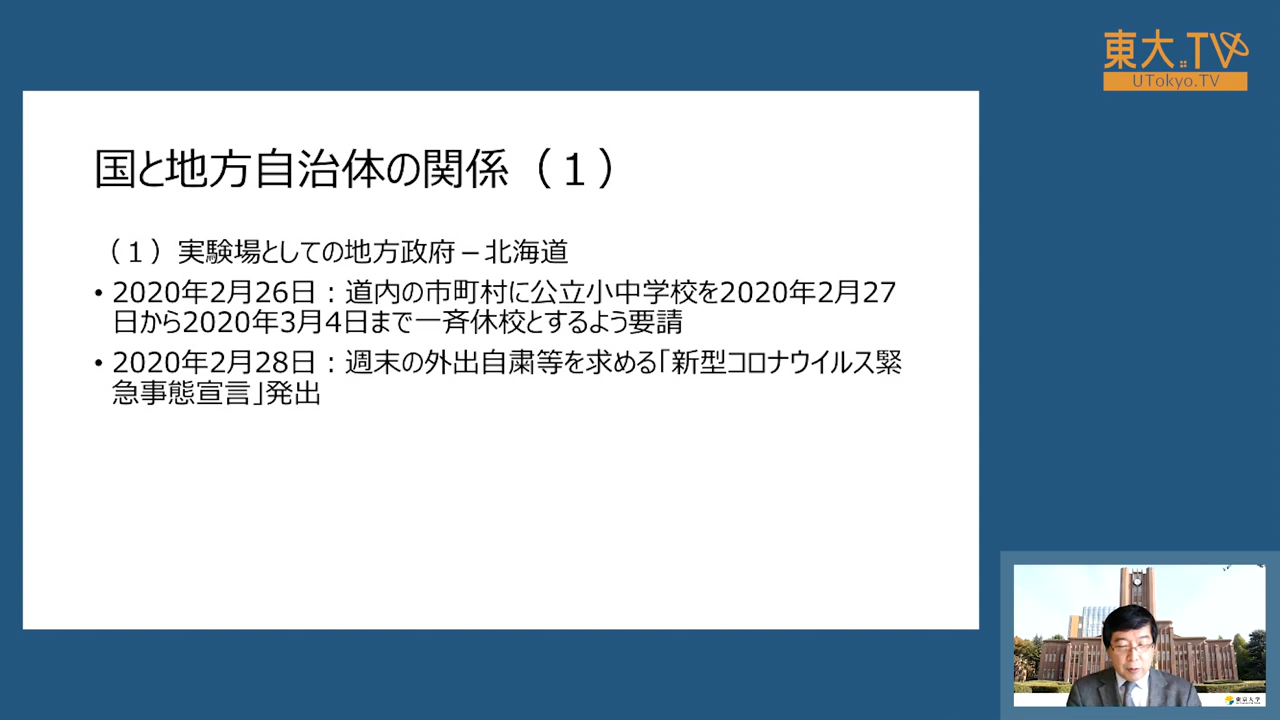 東大.TV
UTokyo.TV
国と地方自治体の関係（１）
（１）実験場としての地方政府－北海道
• 2020年2月26日：道内の市町村に公立小中学校を2020年2月27
日から2020年3月4日まで一斉休校とするよう要請
• 2020年2月28日：週末の外出自粛等を求める「新型コロナウイルス緊
急事態宣言」発出
東京大学